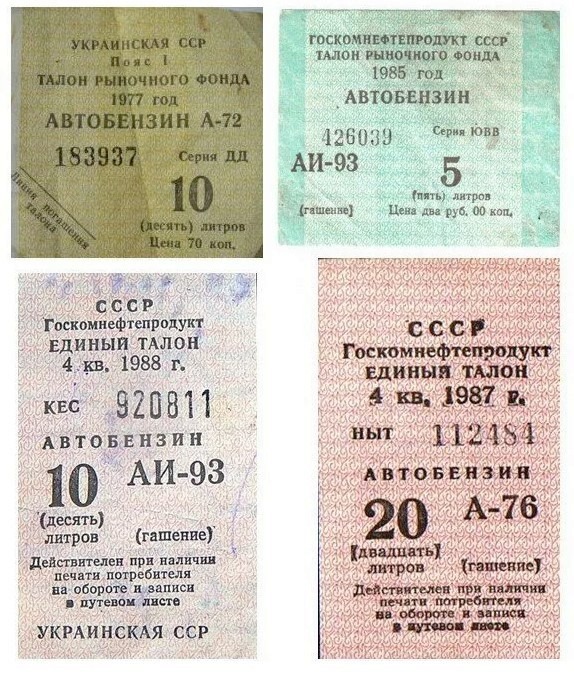 УКРАИНСКАЯ ССР
Пояс I
ТАЛОН РЫНОЧНОГО ФОНДА
1977 год
АВТОБЕНЗИН А-72
183937 Серия ДД
10
(десять) литров
Цена 70 коп.
Линия погашения
талона
ГОСКОМНЕФТЕПРОДУКТ СССР
ТАЛОН РЫНОЧНОГО ФОНДА
1985 год
АВТОБЕНЗИН
426039 Серия ЮВВ
АИ-93 5
(пять) литров
(гашение) Цена два руб. 00 коп.
СССР
Госкомнефтепродукт
ЕДИНЫЙ ТАЛОН
4 кв. 1988 г.
КЕС 920811
АВТОБЕНЗИН
10 АИ-93
(десять)
литров (гашение)
Действителен при наличии
печати потребителя
на обороте и записи
в путевом листе
УКРАИНСКАЯ ССР
СССР
Госкомнефтепродукт
ЕДИНЫЙ ТАЛОН
4 кв. 1987 г.
НЫТ 112484
АВТОБЕНЗИН
20 А-76
[двадцать]
литров (гашение)
Действителен при наличии
печати потребителя
на обороте и записи
в путевом листе